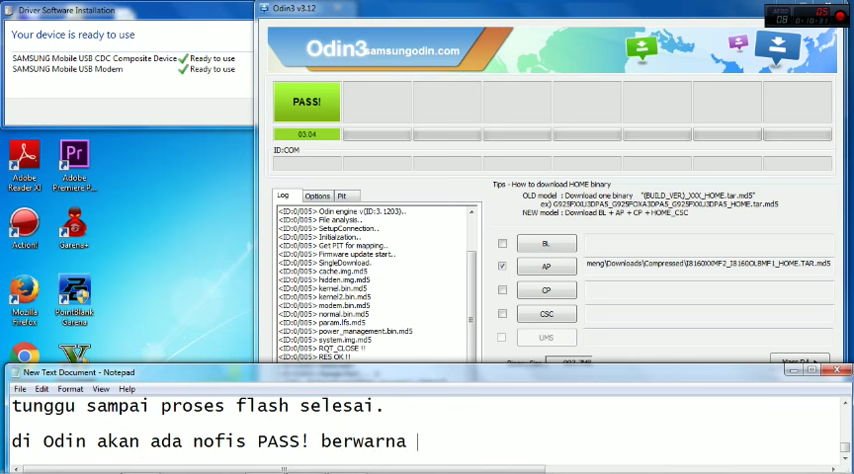 Driver Software Installation
Your device is ready to use
SAMSUNG Mobile USB CDC Composite Device Ready to use
SAMSUNG Mobile USB Modem Ready to use
Adobe Reader XI
Adobe Premiere P...
Action!
Garena+
Mozilla Firefox
PointBlank Garena
Odin3 v3.12
Odin3 samsungodin.com
PASS!
03:04
ID:COM
Log Options Pit
<ID:0/005> Odin engine v(ID:3.1203)..
<ID:0/005> File analysis..
<ID:0/005> SetupConnection..
<ID:0/005> Initialzation..
<ID:0/005> Get PIT for mapping..
<ID:0/005> Firmware update start..
<ID:0/005> SingleDownload.
<ID:0/005> cache.img.md5
<ID:0/005> hidden.img.md5
<ID:0/005> kernel.bin.md5
<ID:0/005> kernel2.bin.md5
<ID:0/005> modem.bin.md5
<ID:0/005> normal.bin.md5
<ID:0/005> param.lfs.md5
<ID:0/005> power_management.bin.md5
<ID:0/005> system.img.md5
<ID:0/005> RQT_CLOSE !!
<ID:0/005> RES OK !!
Tips - How to download HOME binary
OLD model : Download one binary "(BUILD_VER)_XXX_HOME.tar.md5"
ex) G925FXXU3DPA5_G925FOXA3DPA5_G925FXXU3DPA5_HOME.tar.md5
NEW model : Download BL + AP + CP + HOME_CSC
BL
AP meng\Downloads\Compressed\I8160XXMF2_I8160OLBMF1_HOME.TAR.md5
CP
CSC
UMS
New Text Document - Notepad
File Edit Format View Help
tunggu sampai proses flash selesai.
di Odin akan ada nofis PASS! berwarna